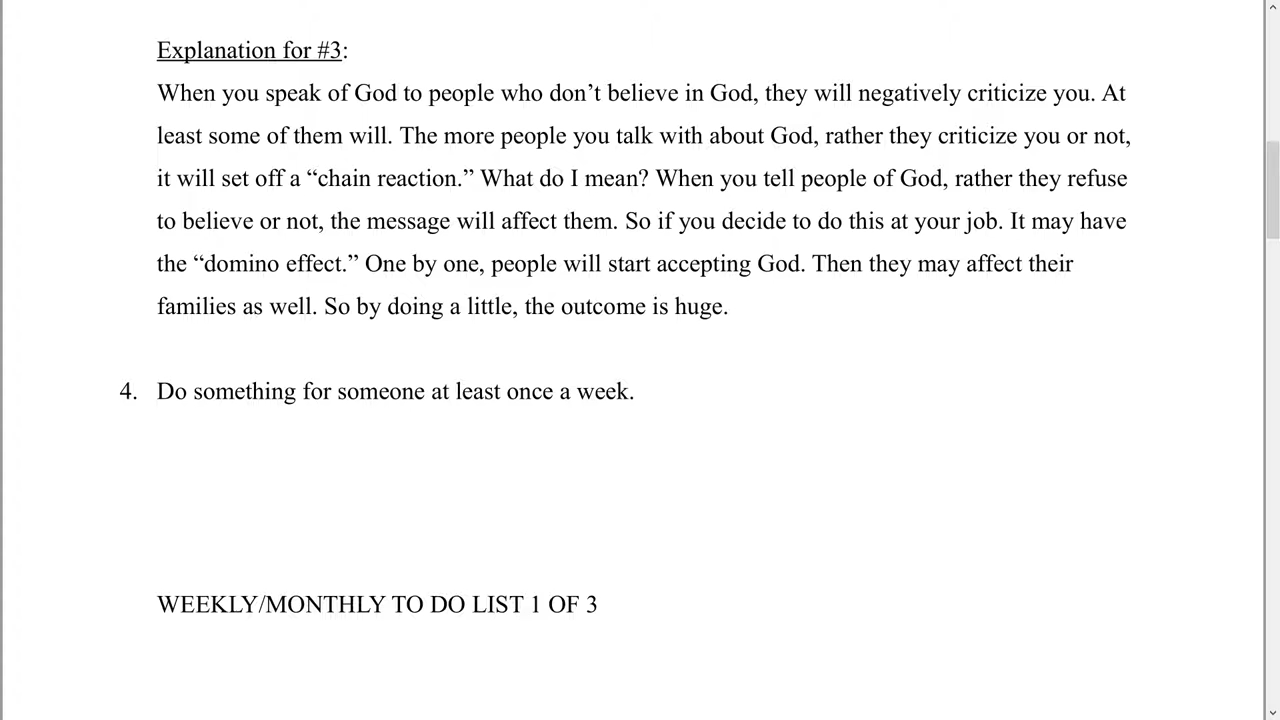 Explanation for #3:
When you speak of God to people who don’t believe in God, they will negatively criticize you. At
least some of them will. The more people you talk with about God, rather they criticize you or not,
it will set off a “chain reaction.” What do I mean? When you tell people of God, rather they refuse
to believe or not, the message will affect them. So if you decide to do this at your job. It may have
the “domino effect.” One by one, people will start accepting God. Then they may affect their
families as well. So by doing a little, the outcome is huge.
4. Do something for someone at least once a week.
WEEKLY/MONTHLY TO DO LIST 1 OF 3